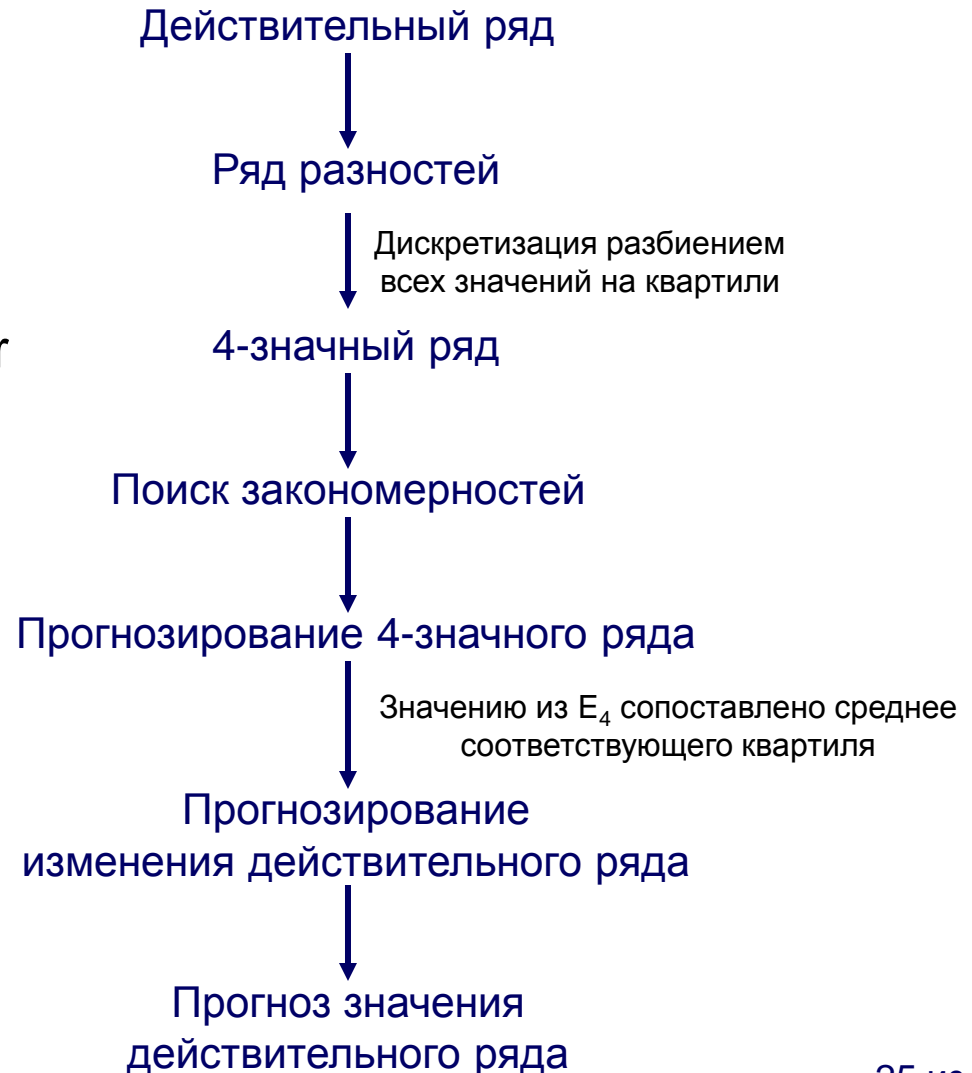 Действительный ряд
Ряд разностей
Дискретизация разбиением
всех значений на квартили
4-значный ряд
Поиск закономерностей
Прогнозирование 4-значного ряда
Значению из E₄ сопоставлено среднее
соответствующего квартиля
Прогнозирование
изменения действительного ряда
Прогноз значения
действительного ряда